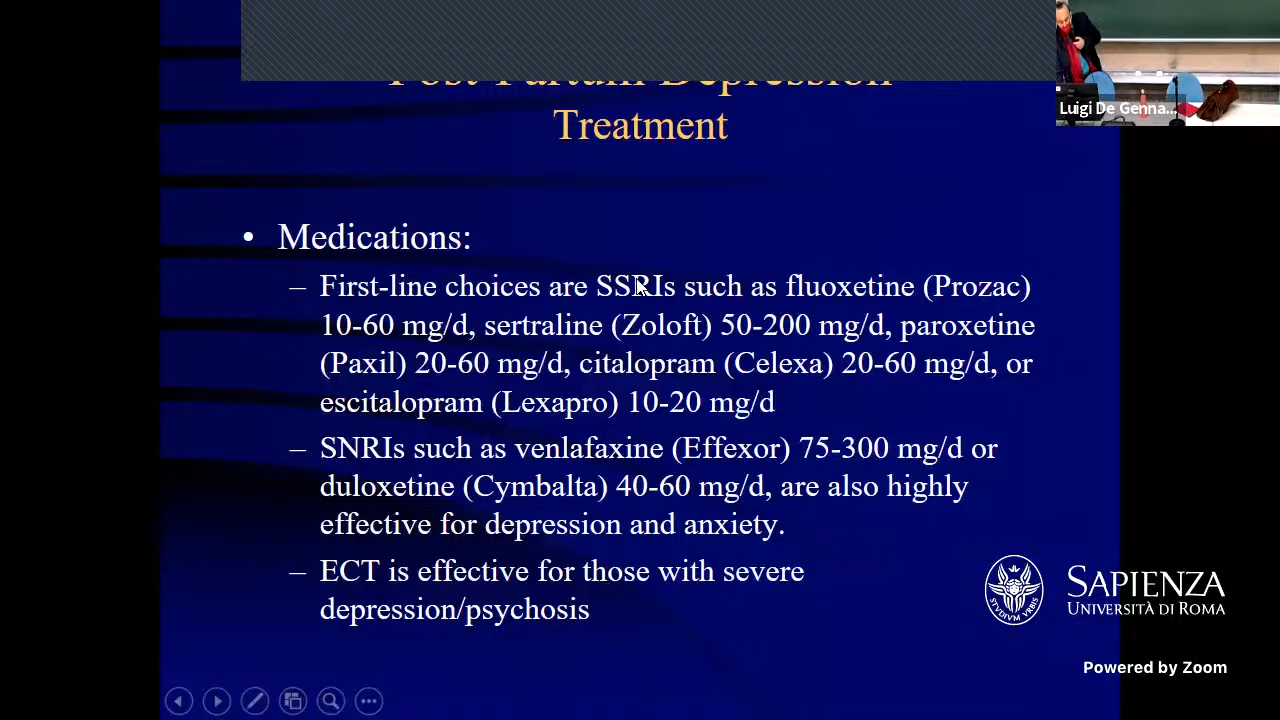 Post Partum Depression
Treatment
Luigi De Genna...
• Medications:
– First-line choices are SSRIs such as fluoxetine (Prozac)
10-60 mg/d, sertraline (Zoloft) 50-200 mg/d, paroxetine
(Paxil) 20-60 mg/d, citalopram (Celexa) 20-60 mg/d, or
escitalopram (Lexapro) 10-20 mg/d
– SNRIs such as venlafaxine (Effexor) 75-300 mg/d or
duloxetine (Cymbalta) 40-60 mg/d, are also highly
effective for depression and anxiety.
– ECT is effective for those with severe
depression/psychosis
STUDIUM URBIS
SAPIENZA
UNIVERSITÀ DI ROMA
Powered by Zoom